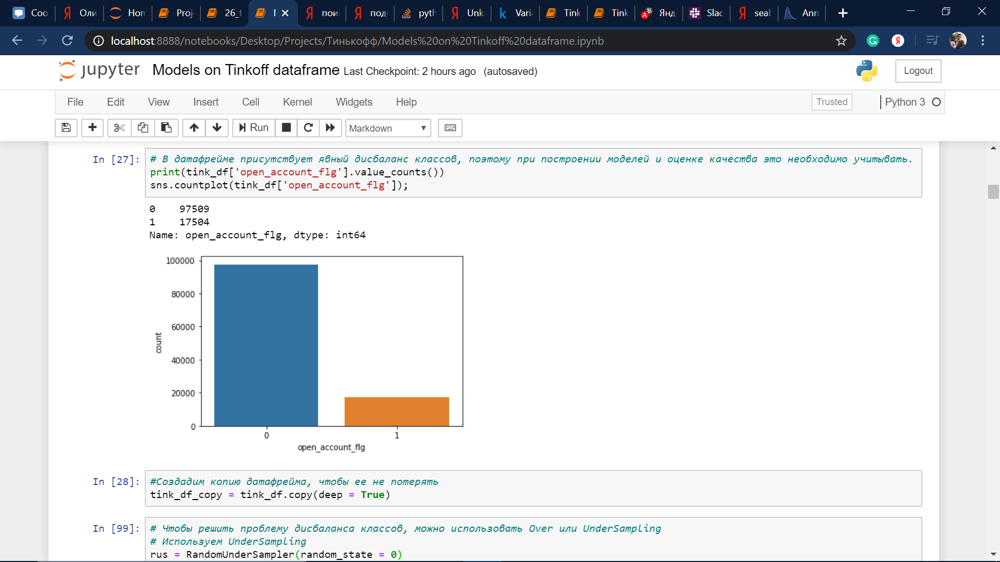 Coo
Оли
Hon
Proj
26_t
поис
под
pyth
Unk
Varia
Tink
Tink
Янд
Slac
seab
Ann
localhost:8888/notebooks/Desktop/Projects/Тинькофф/Models%20on%20Tinkoff%20dataframe.ipynb
jupyter Models on Tinkoff dataframe Last Checkpoint: 2 hours ago (autosaved)
Logout
File Edit View Insert Cell Kernel Widgets Help
Trusted
Python 3
Run
Markdown
In [27]:
# В датафрейме присутствует явный дисбаланс классов, поэтому при построении моделей и оценке качества это необходимо учитывать.
print(tink_df['open_account_flg'].value_counts())
sns.countplot(tink_df['open_account_flg']);
0 97509
1 17504
Name: open_account_flg, dtype: int64
100000
80000
60000
40000
20000
0
count
0 1
open_account_flg
In [28]:
#Создадим копию датафрейма, чтобы ее не потерять
tink_df_copy = tink_df.copy(deep = True)
In [99]:
# Чтобы решить проблему дисбаланса классов, можно использовать Over или UnderSampling
# Используем UnderSampling
rus = RandomUnderSampler(random_state = 0)